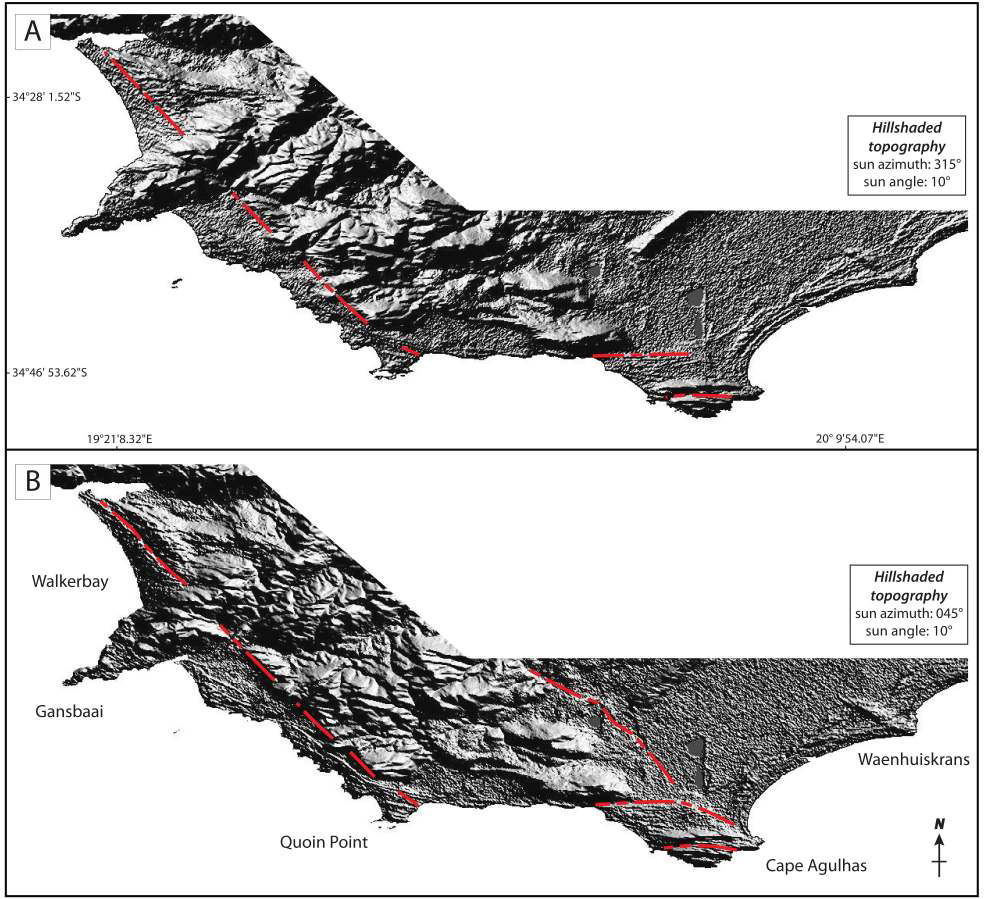 A
34°28' 1.52"S
Hillshaded
topography
sun azimuth: 315°
sun angle: 10°
34°46' 53.62"S
19°21'8.32"E
20° 9'54.07"E
B
Walkerbay
Hillshaded
topography
sun azimuth: 045°
sun angle: 10°
Gansbaai
Waenhuiskrans
Quoin Point
N
Cape Agulhas